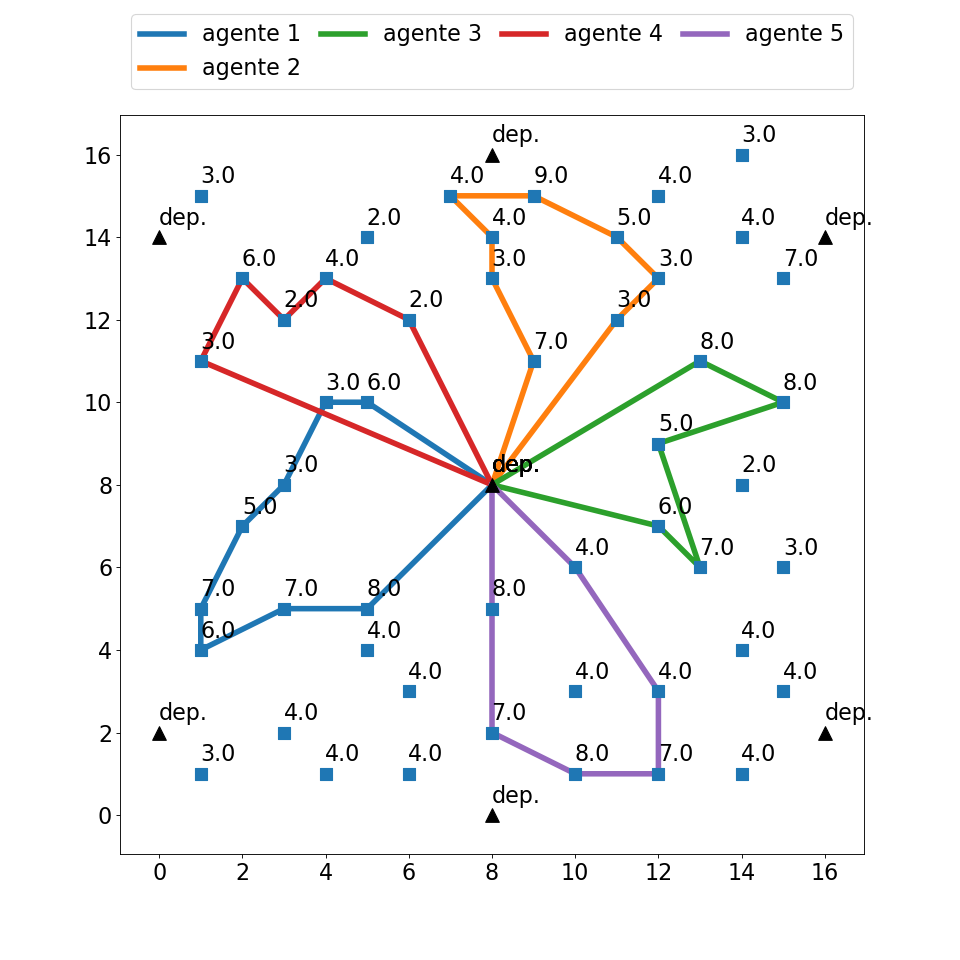 agente 1 agente 3 agente 4 agente 5
agente 2
dep. 3.0
16
3.0 4.0 9.0 4.0
dep. 2.0 4.0 5.0 4.0 dep.
14
6.0 4.0 3.0 3.0 7.0
2.0 2.0 3.0
12
3.0 7.0 8.0
3.0 6.0 8.0
10
5.0
3.0 dep. dep. 2.0
8
5.0 6.0
4.0 7.0 3.0
6
7.0 7.0 8.0 8.0
6.0 4.0 4.0
4
4.0 4.0 4.0 4.0
dep. 4.0 7.0 dep.
2
3.0 4.0 4.0 8.0 7.0 4.0
dep.
0
0 2 4 6 8 10 12 14 16